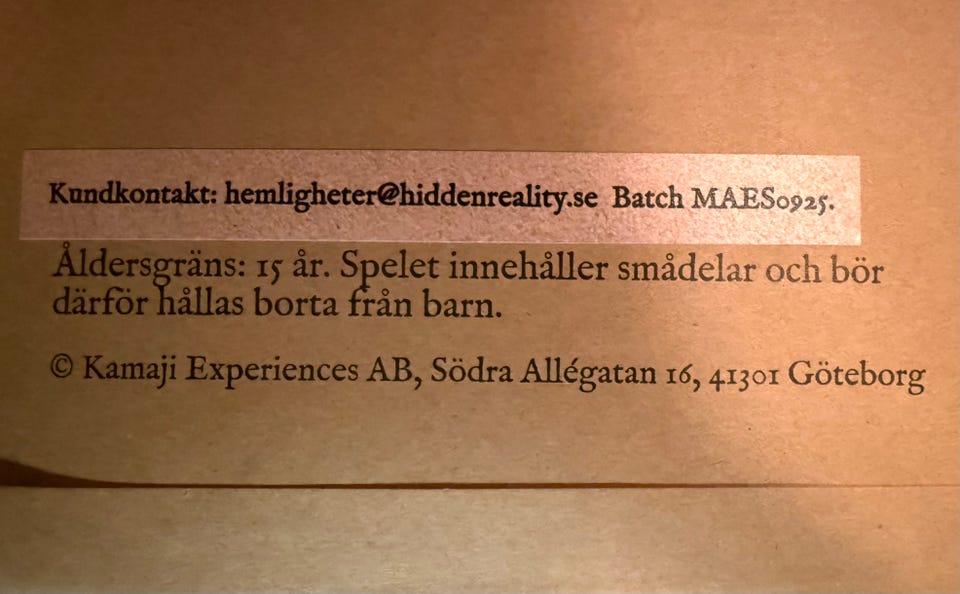 Kundkontakt: hemligheter@hiddenreality.se Batch MAES0925.
Åldersgräns: 15 år. Spelet innehåller smådelar och bör
därför hållas borta från barn.
© Kamaji Experiences AB, Södra Allégatan 16, 41301 Göteborg